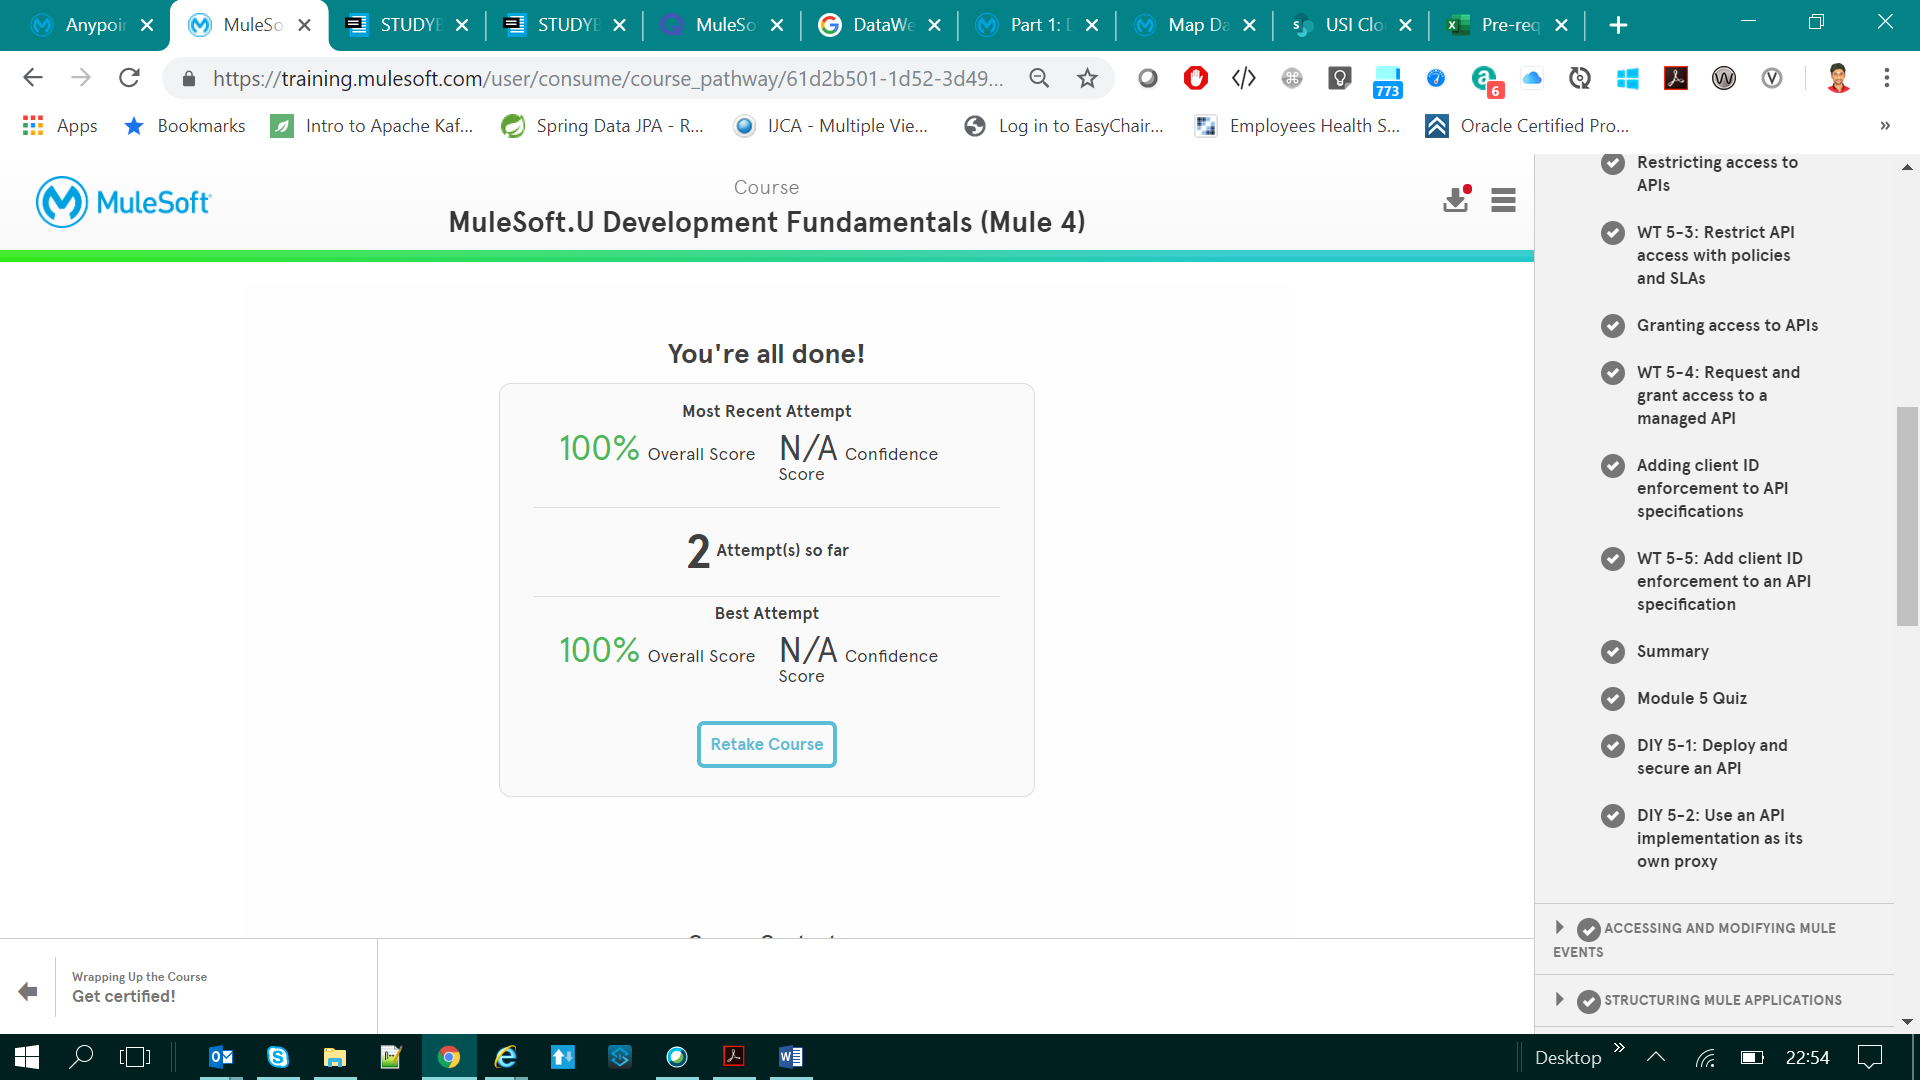 Anypoin
MuleSo
STUDYE
STUDYE
MuleSo
DataWe
Part 1: D
Map Da
USI Clo
Pre-req
https://training.mulesoft.com/user/consume/course_pathway/61d2b501-1d52-3d49...
773
6
Apps
Bookmarks
Intro to Apache Kaf...
Spring Data JPA - R...
IJCA - Multiple Vie...
Log in to EasyChair...
Employees Health S...
Oracle Certified Pro...
»
MuleSoft
Course
MuleSoft.U Development Fundamentals (Mule 4)
You're all done!
Most Recent Attempt
100% Overall Score
N/A Confidence
Score
2 Attempt(s) so far
Best Attempt
100% Overall Score
N/A Confidence
Score
Retake Course
Wrapping Up the Course
Get certified!
Restricting access to
APIs
WT 5-3: Restrict API
access with policies
and SLAs
Granting access to APIs
WT 5-4: Request and
grant access to a
managed API
Adding client ID
enforcement to API
specifications
WT 5-5: Add client ID
enforcement to an API
specification
Summary
Module 5 Quiz
DIY 5-1: Deploy and
secure an API
DIY 5-2: Use an API
implementation as its
own proxy
ACCESSING AND MODIFYING MULE
EVENTS
STRUCTURING MULE APPLICATIONS
Desktop
22:54